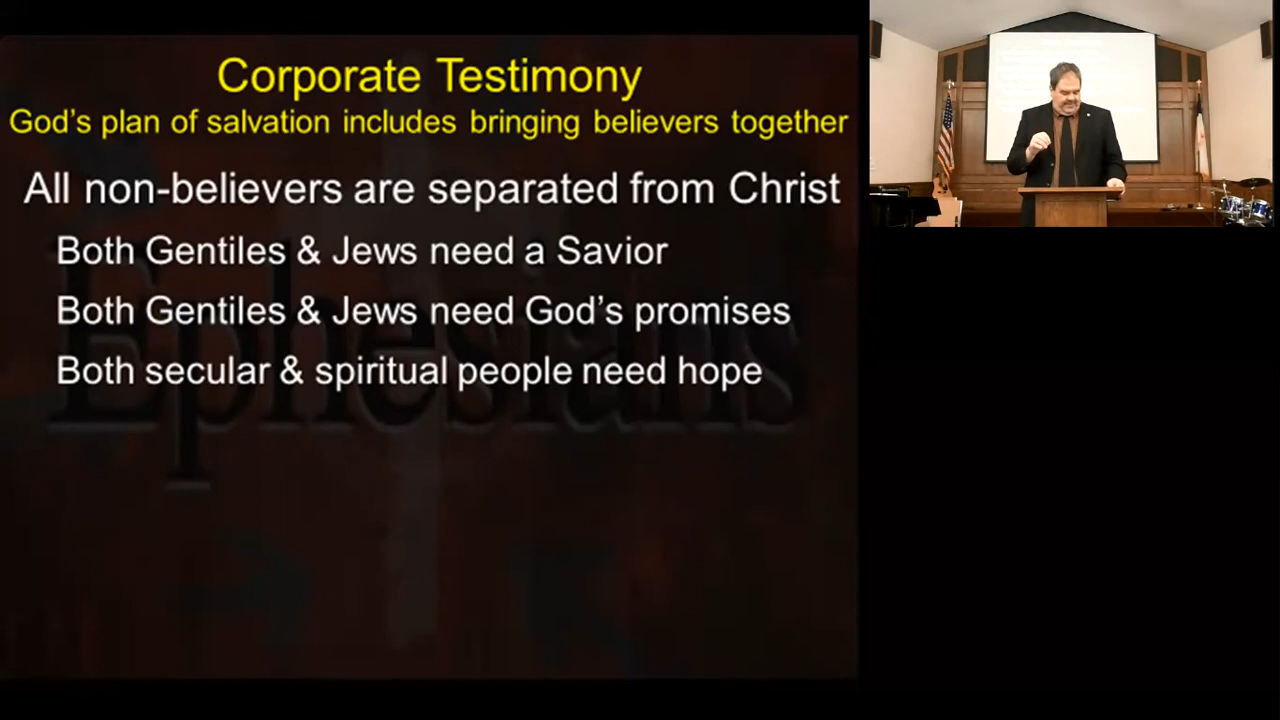 Corporate Testimony
God's plan of salvation includes bringing believers together
All non-believers are separated from Christ
Both Gentiles & Jews need a Savior
Both Gentiles & Jews need God's promises
Both secular & spiritual people need hope
Ephesians